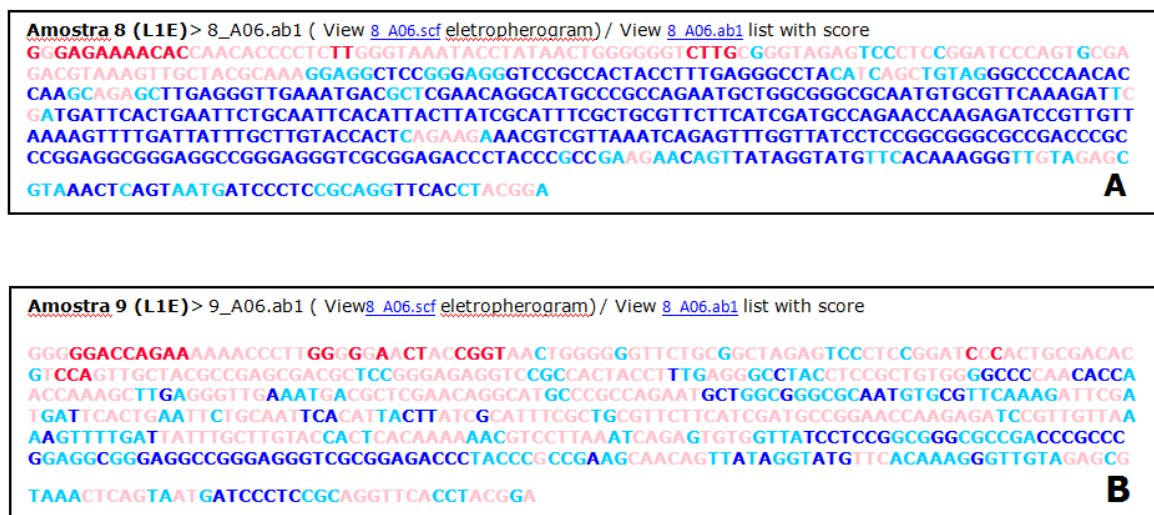 Amostra 8 (L1E)> 8_A06.ab1 ( View 8_A06.scf eletropherogram) / View 8_A06.ab1 list with score
GGGAGAAAACACCAACACCCCTCTTGGGTAAATACCTATAACTGGGGGGTCTTGCGGGTAGAGTCCCTCCGGATCCCAGTGCGA
GACGTAAAGTTGCTACGCAAAGGAGGCTCCGGGAGGGTCCGCCACTACCTTTGAGGGCCTACATCAGCTGTAGGGCCCCAACAC
CAAGCAGAGCTTGAGGGTTGAAATGACGCTCGAACAGGCATGCCCGCCAGAATGCTGGCGGGCGCAATGTGCGTTCAAAGATTC
GATGATTCACTGAATTCTGCAATTCACATTACTTATCGCATTTCGCTGCGTTCTTCATCGATGCCAGAACCAAGAGATCCGTTGTT
AAAAGTTTTGATTATTTGCTTGTACCACTCAGAAGAAACGTCGTTAAATCAGAGTTTGGTTATCCTCCGGCGGGCGCCGACCCGC
CCGGAGGCGGGAGGCCGGGAGGGTCGCGGAGACCCTACCCGCCGAAGAACAGTTATAGGTATGTTCACAAAGGGTTGTAGAGC
GTAAACTCAGTAATGATCCCTCCGCAGGTTCACCTACGGA
A
Amostra 9 (L1E)> 9_A06.ab1 ( View8_A06.scf eletropherogram) / View 8_A06.ab1 list with score
GGGGGACCAGAAAAAACCCTTGGGGGAACTACCGGTAACTGGGGGGTTCTGCGGCTAGAGTCCCTCCGGATCCCACTGCGACAC
GTCCAGTTGCTACGCCGAGCGACGCTCCGGGAGAGGTCCGCCACTACCTTTGAGGGCCTACCTCCGCTGTGGGGCCCCAACACCA
ACCAAAGCTTGAGGGTTGAAATGACGCTCGAACAGGCATGCCCGCCAGAATGCTGGCGGGCGCAATGTGCGTTCAAAGATTCGA
TGATTCACTGAATTCTGCAATTCACATTACTTATCGCATTTCGCTGCGTTCTTCATCGATGCCGGAACCAAGAGATCCGTTGTTAA
AAGTTTTGATTATTTGCTTGTACCACTCACAAAAAACGTCCTTAAATCAGAGTGTGGTTATCCTCCGGCGGGCGCCGACCCGCCC
GGAGGCGGGAGGCCGGGAGGGTCGCGGAGACCCTACCCGCCGAAGCAACAGTTATAGGTATGTTCACAAAGGGTTGTAGAGCG
TAAACTCAGTAATGATCCCTCCGCAGGTTCACCTACGGA
B